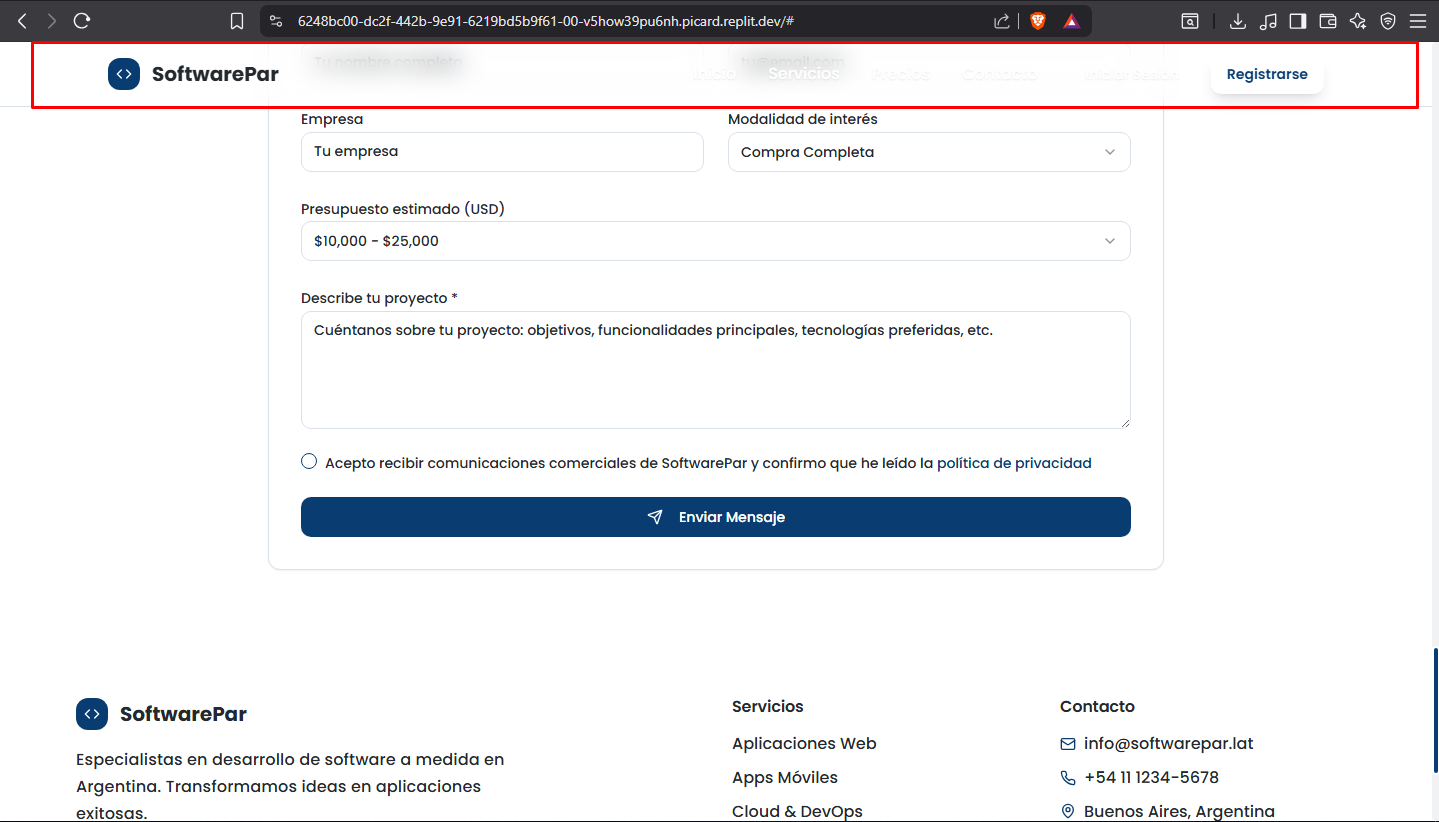 6248bc00-dc2f-442b-9e91-6219bd5b9f61-00-v5how39pu6nh.picard.replit.dev/#
Tu nombre completo
tu@email.com
SoftwarePar
Inicio
Servicios
Precios
Contacto
Iniciar Sesión
Registrarse
Empresa
Modalidad de interés
Tu empresa
Compra Completa
Presupuesto estimado (USD)
$10,000 - $25,000
Describe tu proyecto *
Cuéntanos sobre tu proyecto: objetivos, funcionalidades principales, tecnologías preferidas, etc.
Acepto recibir comunicaciones comerciales de SoftwarePar y confirmo que he leído la política de privacidad
Enviar Mensaje
SoftwarePar
Especialistas en desarrollo de software a medida en
Argentina. Transformamos ideas en aplicaciones
exitosas.
Servicios
Aplicaciones Web
Apps Móviles
Cloud & DevOps
Contacto
info@softwarepar.lat
+54 11 1234-5678
Buenos Aires, Argentina